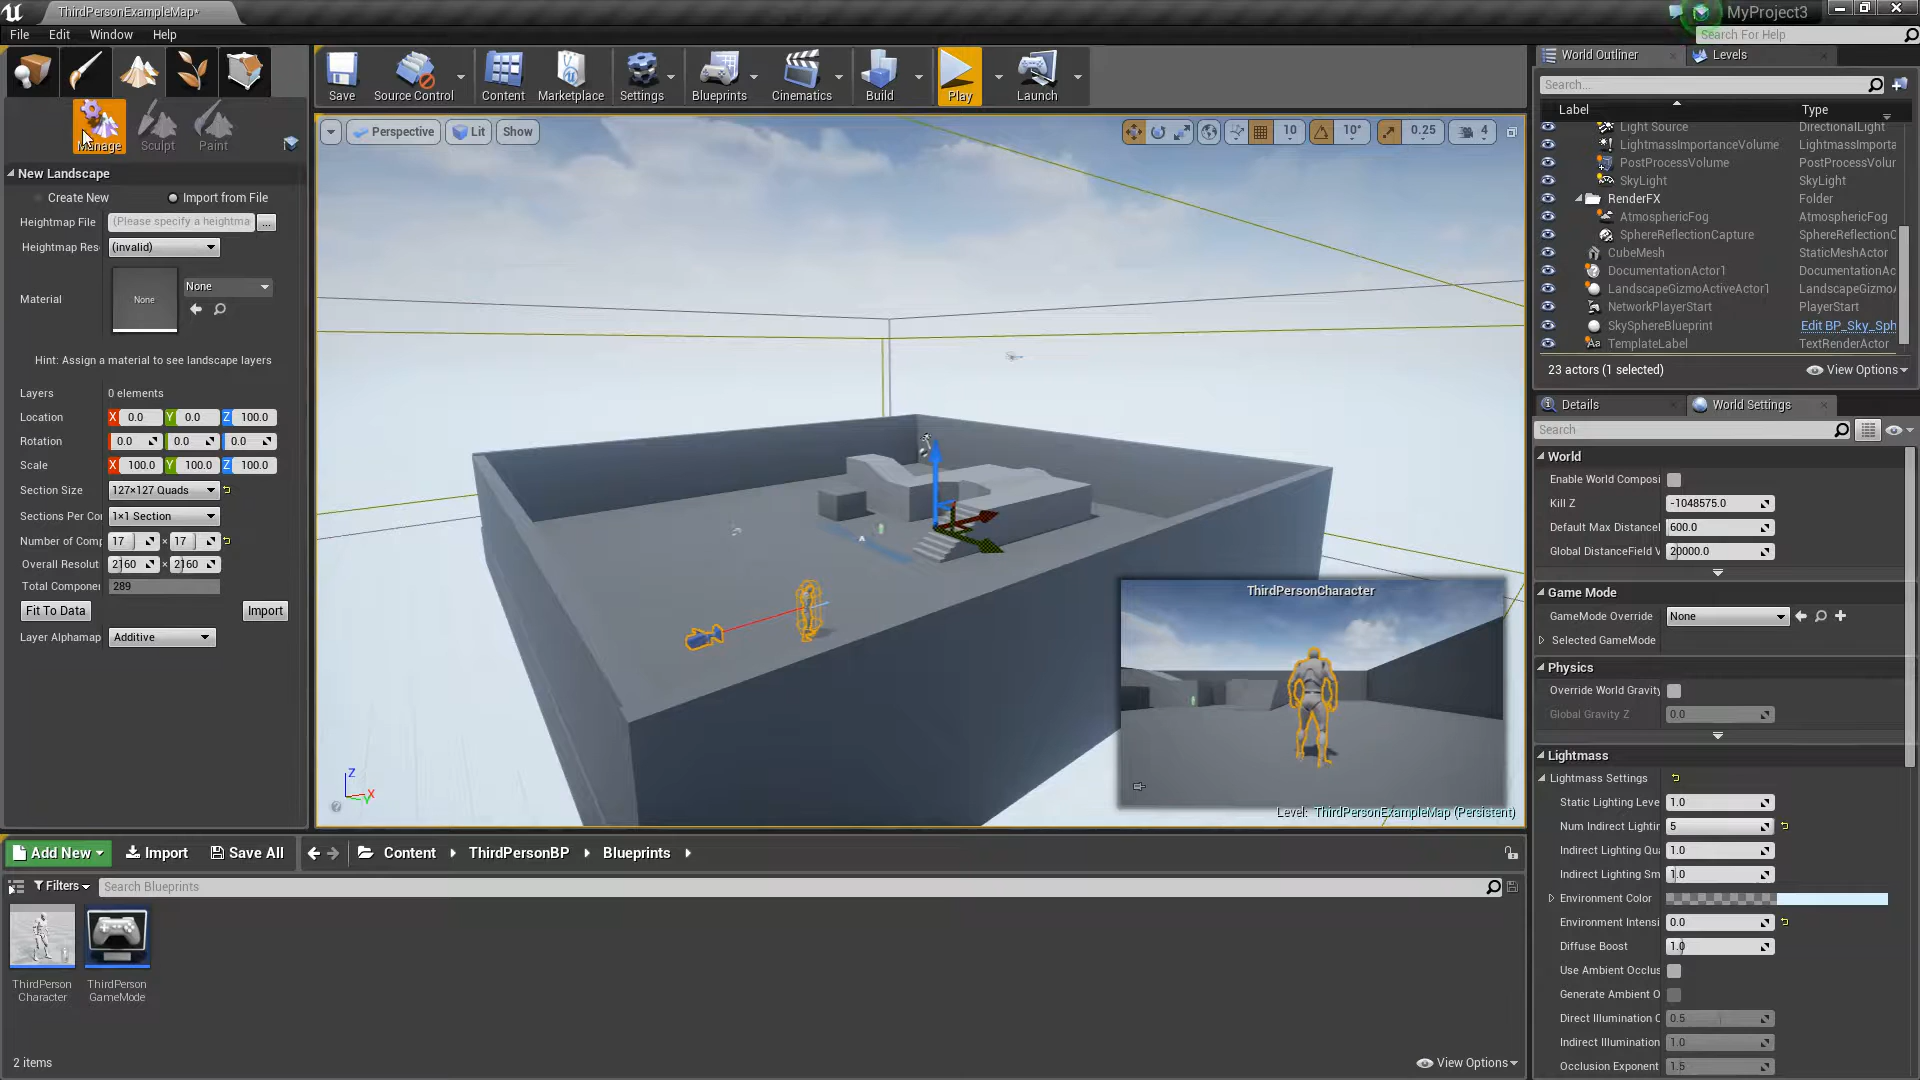 ThirdPersonExampleMap*
MyProject3
File Edit Window Help
Search For Help
Save
Source Control
Content
Marketplace
Settings
Blueprints
Cinematics
Build
Play
Launch
Manage
Sculpt
Paint
New Landscape
Create New
Import from File
Heightmap File
(Please specify a heightma
...
Heightmap Res
(invalid)
Material
None
None
Hint: Assign a material to see landscape layers
Layers
0 elements
Location
X 0.0 Y 0.0 Z 100.0
Rotation
0.0 0.0 0.0
Scale
X 100.0 Y 100.0 Z 100.0
Section Size
127×127 Quads
Sections Per Cor
1×1 Section
Number of Comp
17 × 17
Overall Resoluti
2160 × 2160
Total Componer
289
Fit To Data
Import
Layer Alphamap
Additive
Perspective
Lit
Show
10
10°
0.25
4
ThirdPersonCharacter
Z
X
Y
Level: ThirdPersonExampleMap (Persistent)
World Outliner
Levels
Search...
Label
Type
Light Source DirectionalLight
LightmassImportanceVolume LightmassImporta
PostProcessVolume PostProcessVolur
SkyLight SkyLight
RenderFX Folder
AtmosphericFog AtmosphericFog
SphereReflectionCapture SphereReflectionC
CubeMesh StaticMeshActor
DocumentationActor1 DocumentationAc
LandscapeGizmoActiveActor1 LandscapeGizmoA
NetworkPlayerStart PlayerStart
SkySphereBlueprint Edit BP_Sky_Sph
TemplateLabel TextRenderActor
23 actors (1 selected)
View Options
Details
World Settings
Search
World
Enable World Composi
Kill Z
-1048575.0
Default Max Distancel
600.0
Global DistanceField V
20000.0
Game Mode
GameMode Override
None
Selected GameMode
Physics
Override World Gravity
Global Gravity Z
0.0
Lightmass
Lightmass Settings
Static Lighting Leve
1.0
Num Indirect Lightir
5
Indirect Lighting Qua
1.0
Indirect Lighting Sm
1.0
Environment Color
Environment Intensi
0.0
Diffuse Boost
1.0
Use Ambient Occlus
Generate Ambient O
Direct Illumination C
0.5
Indirect Illumination
1.0
Occlusion Exponent
1.5
Add New
Import
Save All
Content
ThirdPersonBP
Blueprints
Filters
Search Blueprints
ThirdPerson
Character
ThirdPerson
GameMode
2 items
View Options